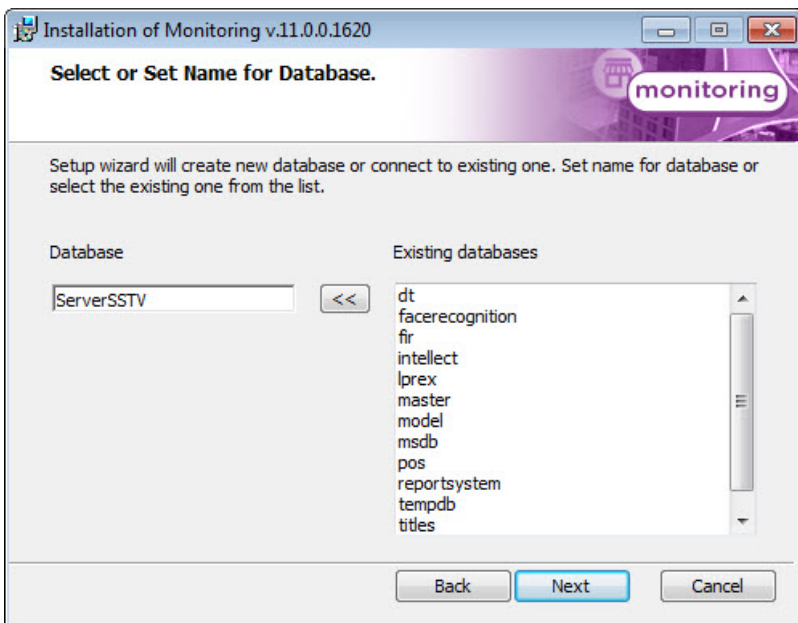 Installation of Monitoring v.11.0.0.1620
Select or Set Name for Database.
monitoring
Setup wizard will create new database or connect to existing one. Set name for database or
select the existing one from the list.
Database
Existing databases
ServerSSTV
<<
dt
facerecognition
fir
intellect
lprex
master
model
msdb
pos
reportsystem
tempdb
titles
Back
Next
Cancel